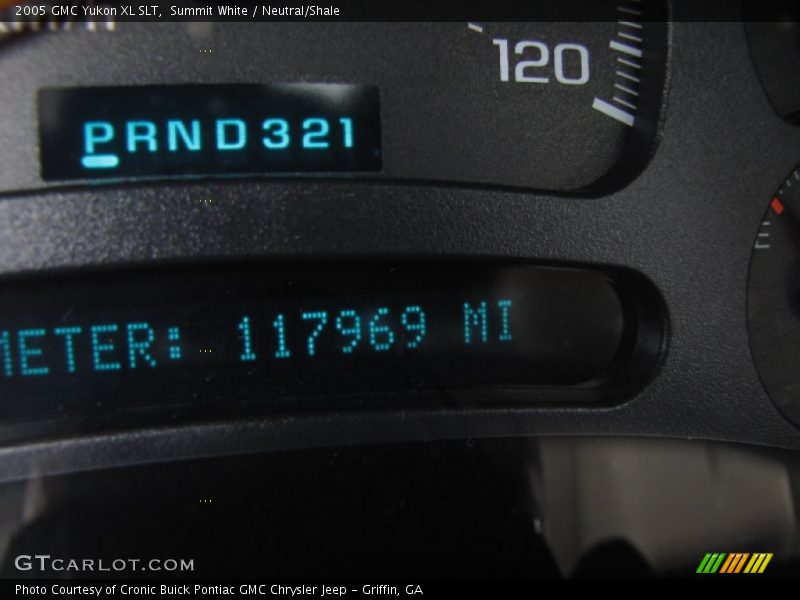 2005 GMC Yukon XL SLT,  Summit White / Neutral/Shale
120
PRND321
METER: 117969 MI
E
GTCARLOT.COM
Photo Courtesy of Cronic Buick Pontiac GMC Chrysler Jeep - Griffin, GA